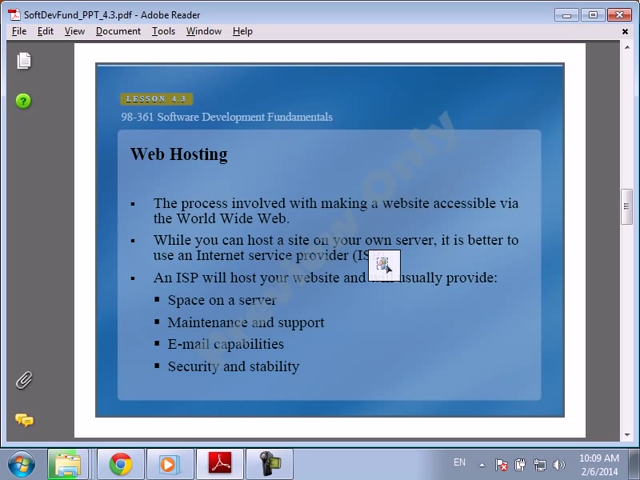 SoftDevFund_PPT_4.3.pdf - Adobe Reader
File Edit View Document Tools Window Help
LESSON 4.3
98-361 Software Development Fundamentals
Web Hosting
▪ The process involved with making a website accessible via
the World Wide Web.
▪ While you can host a site on your own server, it is better to
use an Internet service provider
▪ An ISP will host your website and usually provide:
▪ Space on a server
▪ Maintenance and support
▪ E-mail capabilities
▪ Security and stability
Preview Only
EN
10:09 AM
2/6/2014